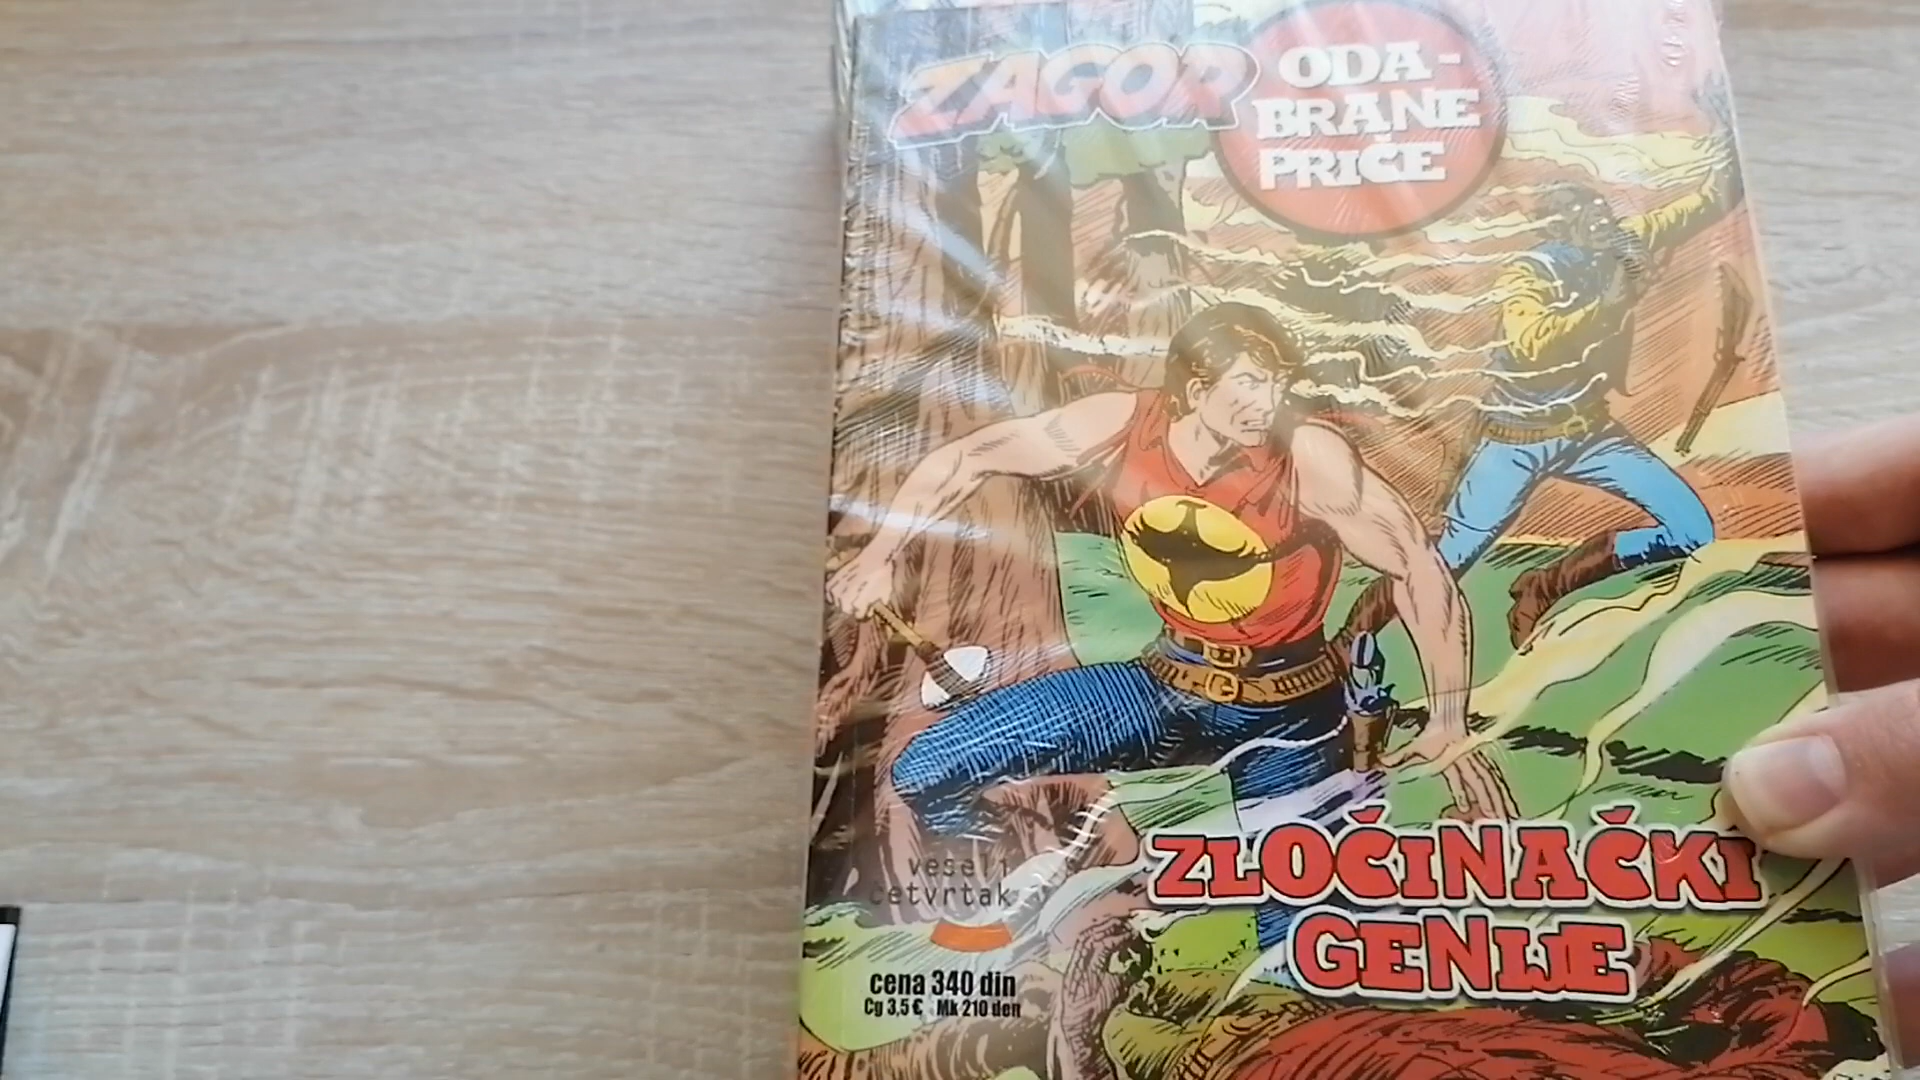 ZAGOR
ODA-
BRANE
PRIČE
ZLOČINAČKI
GENIJE
veseli
četvrtak
cena 340 din
Cg 3,5 € Mk 210 den